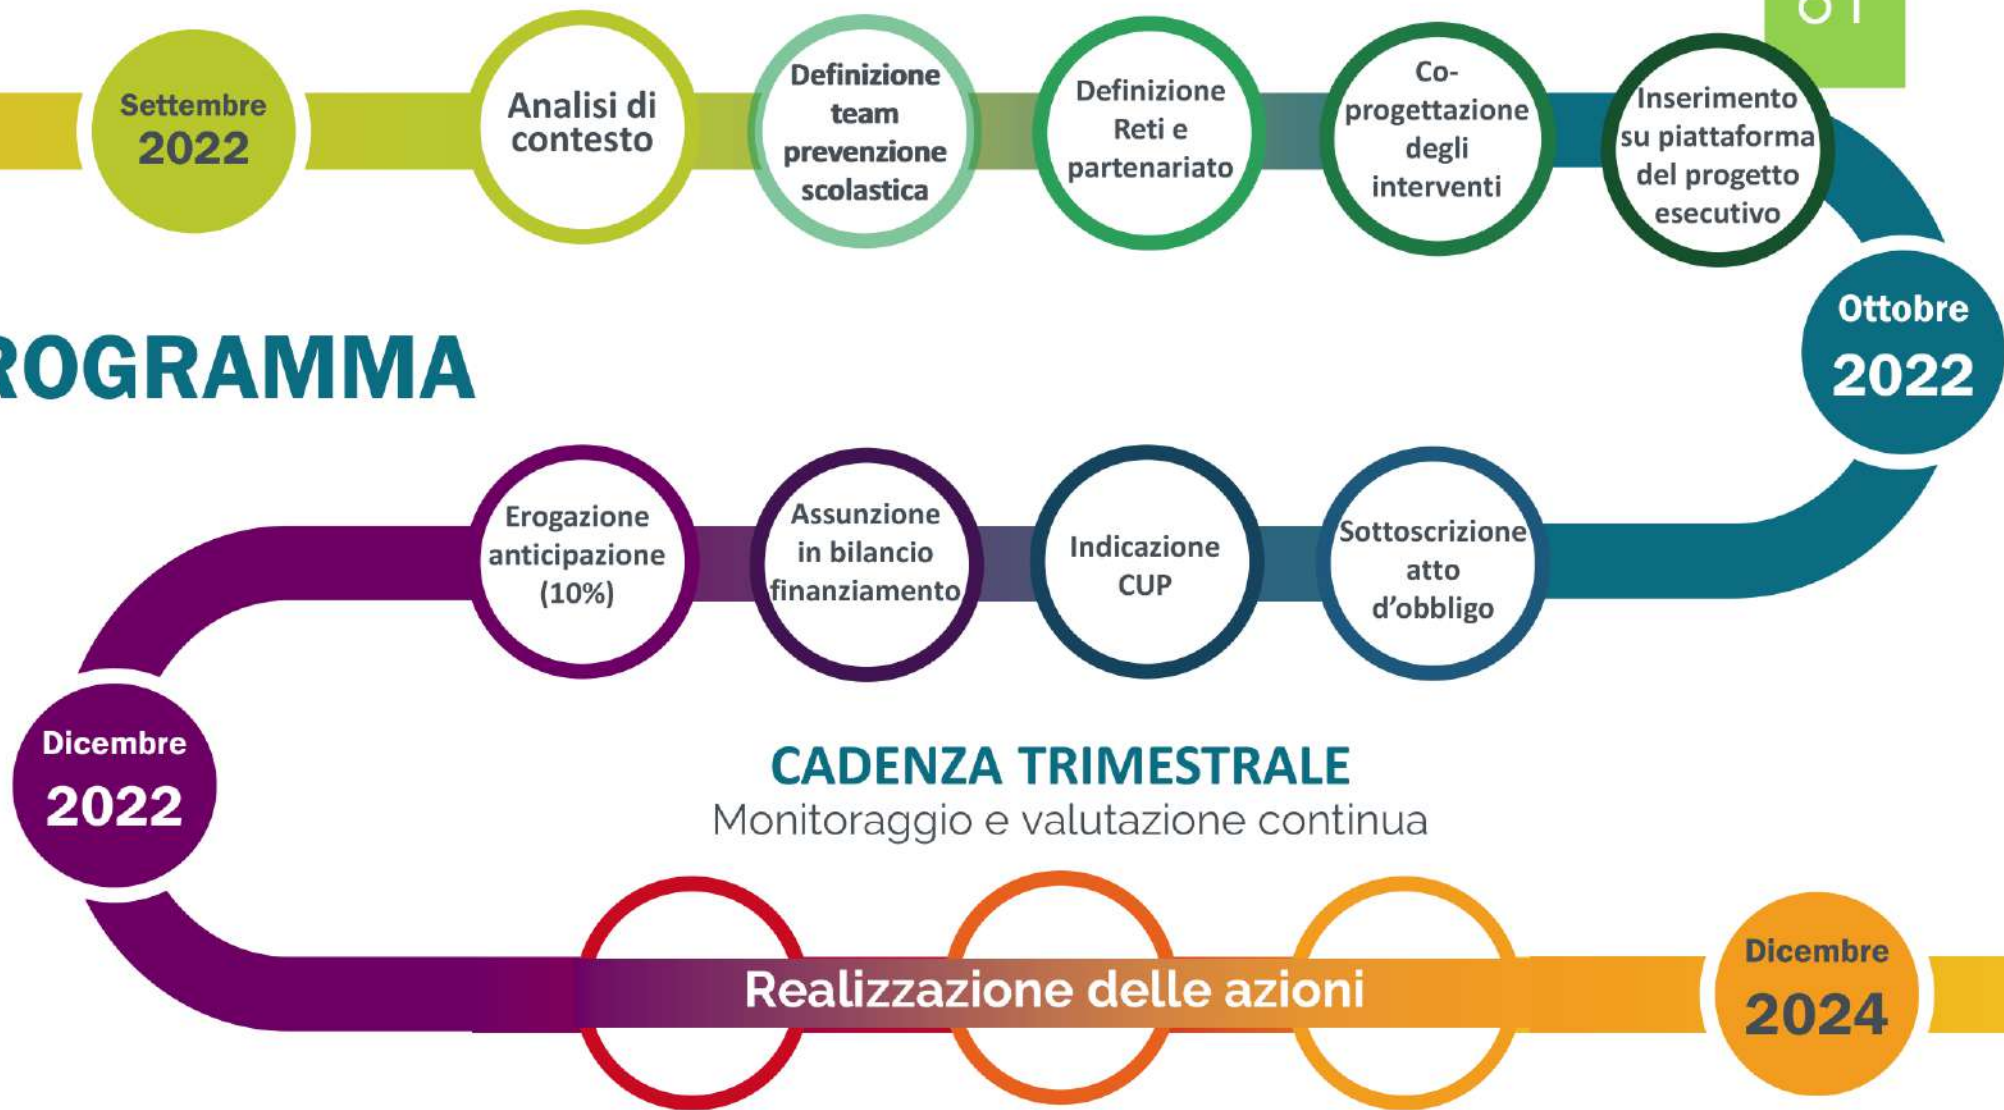 Settembre
2022
Analisi di
contesto
Definizione
team
prevenzione
scolastica
Definizione
Reti e
partenariato
Co-
progettazione
degli
interventi
Inserimento
su piattaforma
del progetto
esecutivo
Ottobre
2022
ROGRAMMA
Sottoscrizione
atto
d’obbligo
Indicazione
CUP
Assunzione
in bilancio
finanziamento
Erogazione
anticipazione
(10%)
Dicembre
2022
CADENZA TRIMESTRALE
Monitoraggio e valutazione continua
Realizzazione delle azioni
Dicembre
2024